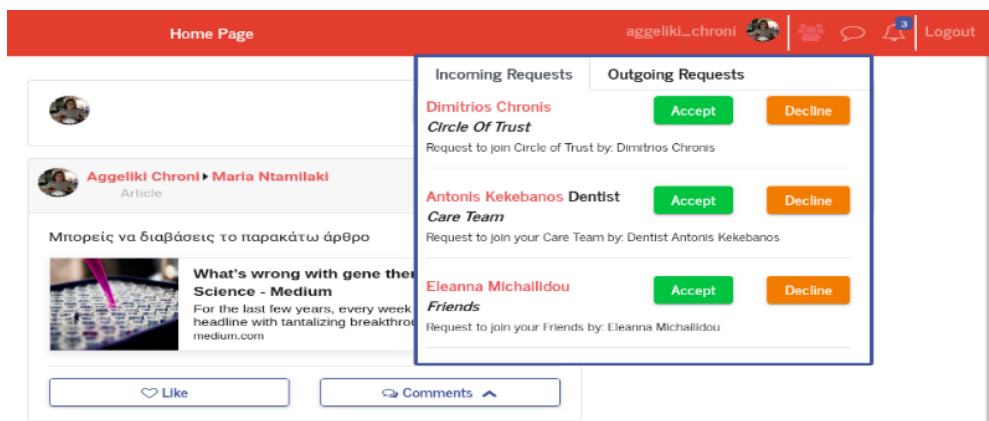 Home Page
aggeliki_chroni
3
Logout
Incoming Requests
Outgoing Requests
Dimitrios Chronis
Circle Of Trust
Accept
Decline
Request to join Circle of Trust by: Dimitrios Chronis
Antonis Kekebanos Dentist
Care Team
Accept
Decline
Request to join your Care Team by: Dentist Antonis Kekebanos
Eleanna Michailidou
Friends
Accept
Decline
Request to join your Friends by: Eleanna Michailidou
Aggeliki Chroni Maria Ntamilaki
Article
Μπορείς να διαβάσεις το παρακάτω άρθρο
What's wrong with gene ther
Science - Medium
For the last few years, every week
headline with tantalizing breakthrou
medium.com
Like
Comments